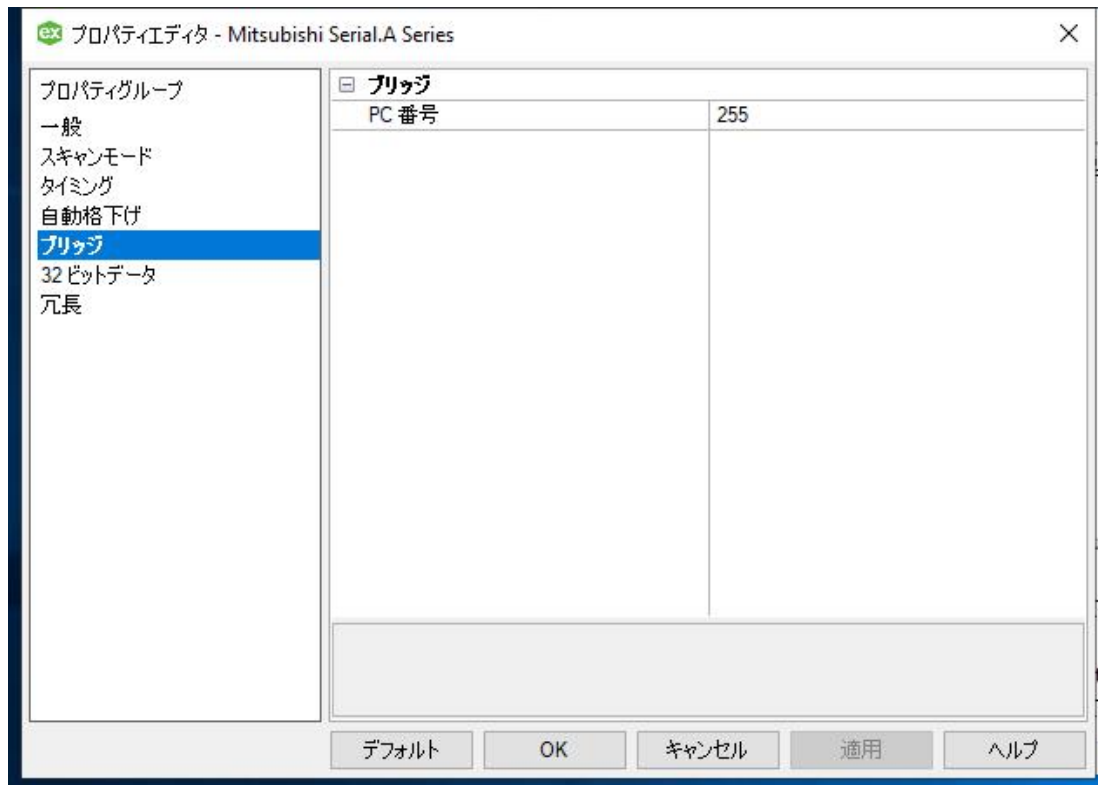 ex プロパティエディタ - Mitsubishi Serial.A Series
プロパティグループ
一般
スキャンモード
タイミング
自動格下げ
ブリッジ
32 ビットデータ
冗長
ブリッジ
PC 番号 255
デフォルト OK キャンセル 適用 ヘルプ